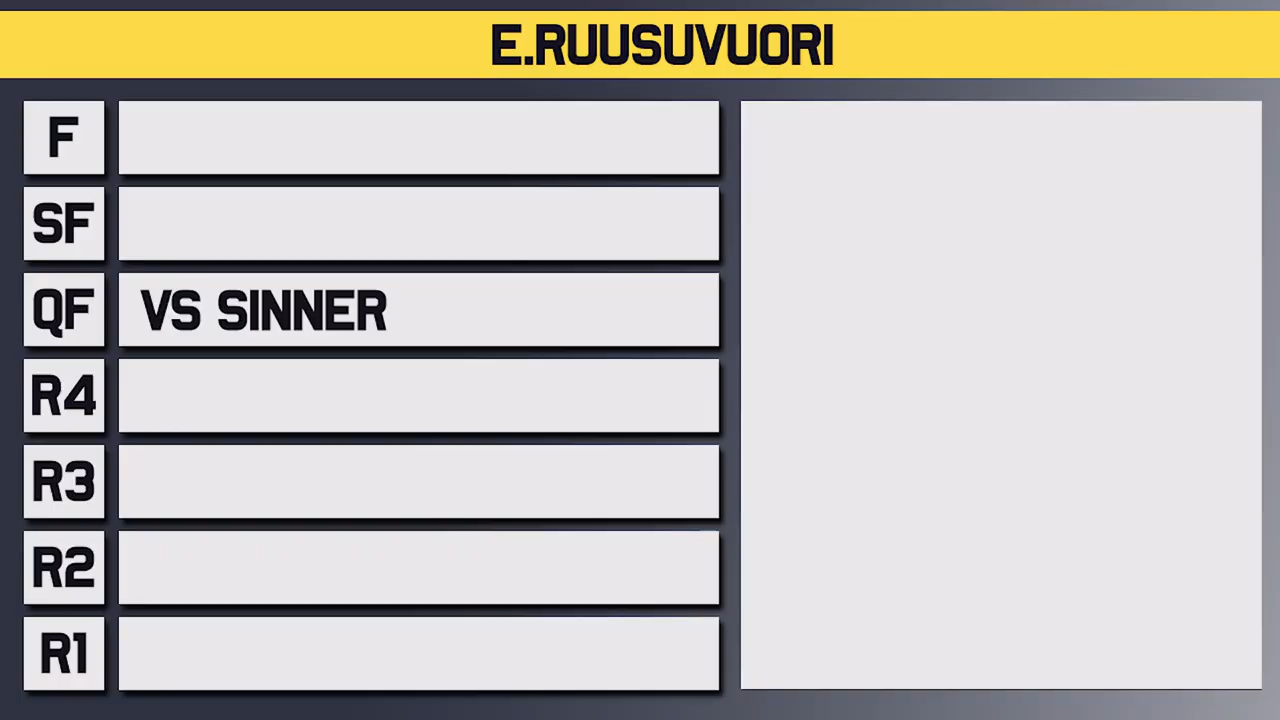 E.RUUSUVUORI
F
SF
QF VS SINNER
R4
R3
R2
R1